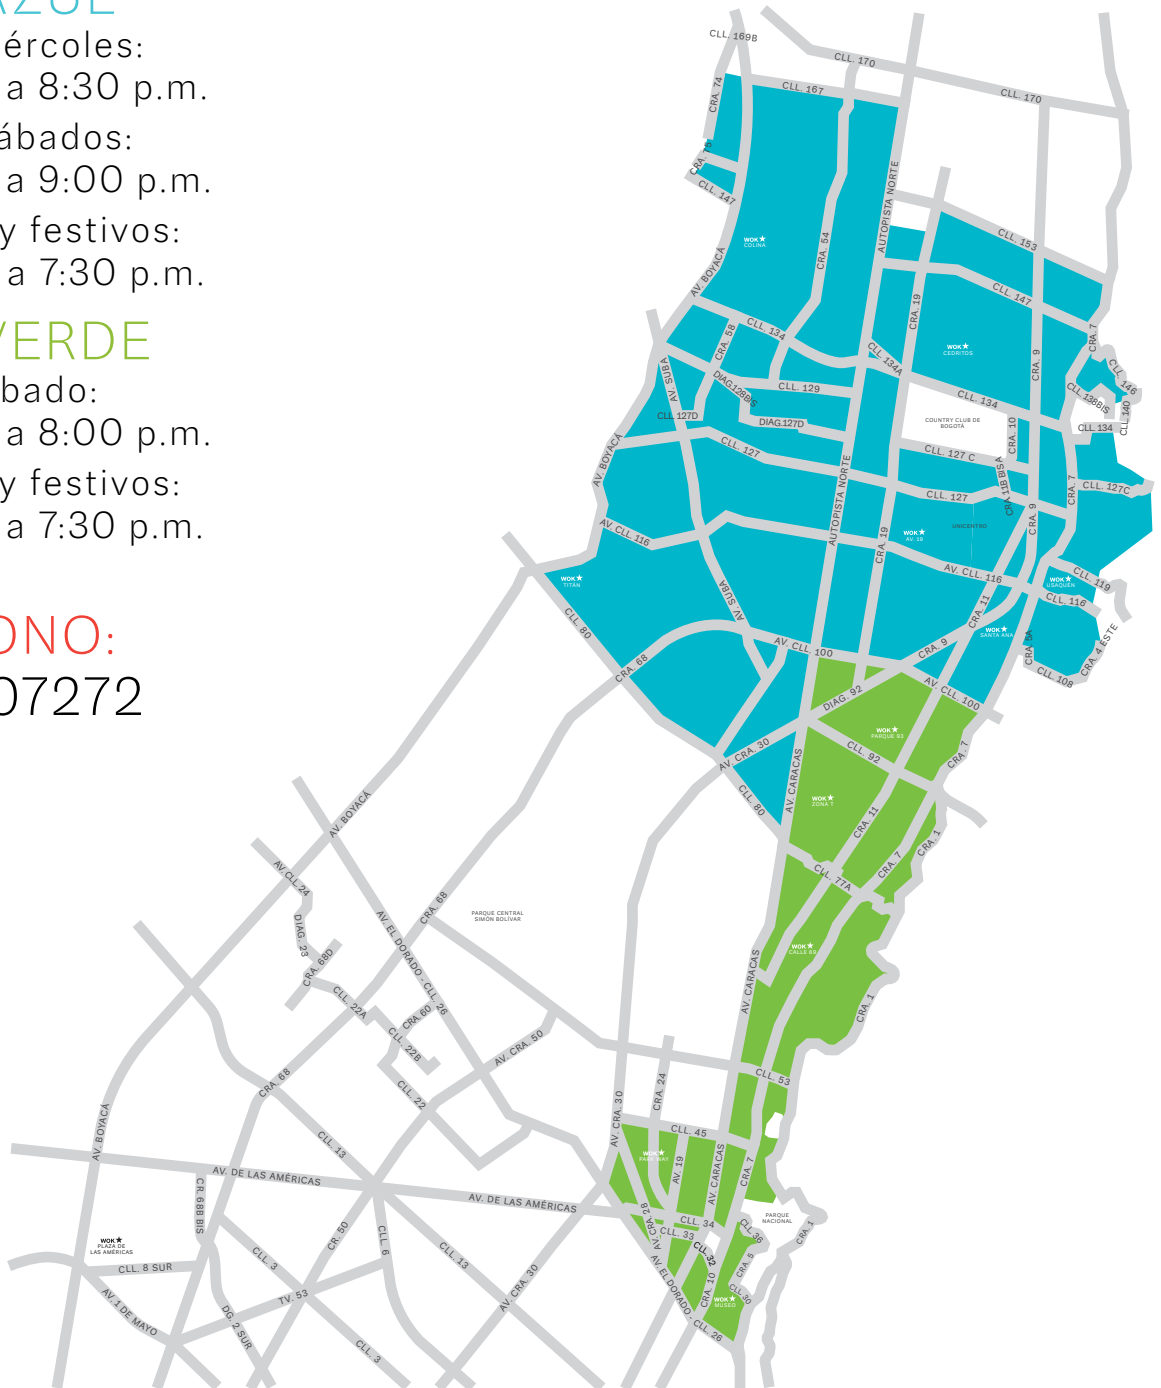 AZUL
ércoles:
a 8:30 p.m.
ábados:
a 9:00 p.m.
y festivos:
a 7:30 p.m.
VERDE
bado:
a 8:00 p.m.
y festivos:
a 7:30 p.m.
ONO:
07272
CLL. 169B
CLL. 170
CLL. 170
CRA. 74
CLL. 167
CRA. 75
CLL. 147
AUTOPISTA NORTE
WOK★
COLINA
CRA. 54
CLL. 153
AV. BOYACÁ
CLL. 147
CRA. 19
CLL. 134
CRA. 58
CRA. 7
CLL. 134A
WOK★
CEDRITOS
CRA. 9
AV. SUBA
DIAG.128BIS
CLL. 129
CLL. 146
CLL. 138BIS
CLL. 134
CLL. 127D
DIAG.127D
COUNTRY CLUB DE
BOGOTÁ
CRA. 10
CLL. 134
CLL. 140
AV. BOYACÁ
CLL. 127
CLL. 127 C
CRA.11B BIS A
CLL. 127C
AUTOPISTA NORTE
CLL. 127
CRA. 7
CRA. 9
AV. CLL. 116
WOK★
AV. 19
UNICENTRO
CRA. 19
WOK★
TITÁN
AV. CLL. 116
WOK★
USAQUÉN
CLL. 119
CLL. 116
CLL. 80
AV. SUBA
CRA. 11
WOK★
SANTA ANA
CRA. 9
CRA. 5A
CRA. 4 ESTE
CRA. 68
AV. CLL. 100
CLL. 108
DIAG. 92
AV. CLL. 100
WOK★
PARQUE 93
AV. CRA. 30
CLL. 92
CRA. 7
AV. CARACAS
CLL. 80
WOK★
ZONA T
AV. BOYACÁ
CRA. 11
CRA. 1
AV. CLL. 24
CLL. 77A
CRA. 7
CRA. 68
PARQUE CENTRAL
SIMÓN BOLÍVAR
DIAG. 23
AV. EL DORADO - CLL. 26
WOK★
CALLE 69
CRA. 68D
AV. CARACAS
CLL. 22A
CRA. 60
CRA. 1
CLL. 22B
AV. CRA. 50
CRA. 68
CLL. 22
CLL. 53
CRA. 24
AV. CRA. 30
AV. BOYACÁ
CLL. 13
CLL. 45
WOK★
PARK WAY
AV. 19
AV. CARACAS
CRA. 7
AV. DE LAS AMÉRICAS
AV. DE LAS AMÉRICAS
CR. 68B BIS
CR. 50
CLL. 6
AV. CRA. 28
CLL. 34
CLL. 33
CLL. 36
PARQUE
NACIONAL
CRA. 1
WOK★
PLAZA DE
LAS AMÉRICAS
CLL. 32
CLL. 3
CLL. 13
CRA. 5
CLL. 8 SUR
AV. CRA. 30
AV. EL DORADO - CLL. 26
CRA. 10
CLL. 30
WOK★
MUSEO
AV. 1 DE MAYO
TV. 53
DG. 2 SUR
CLL. 3